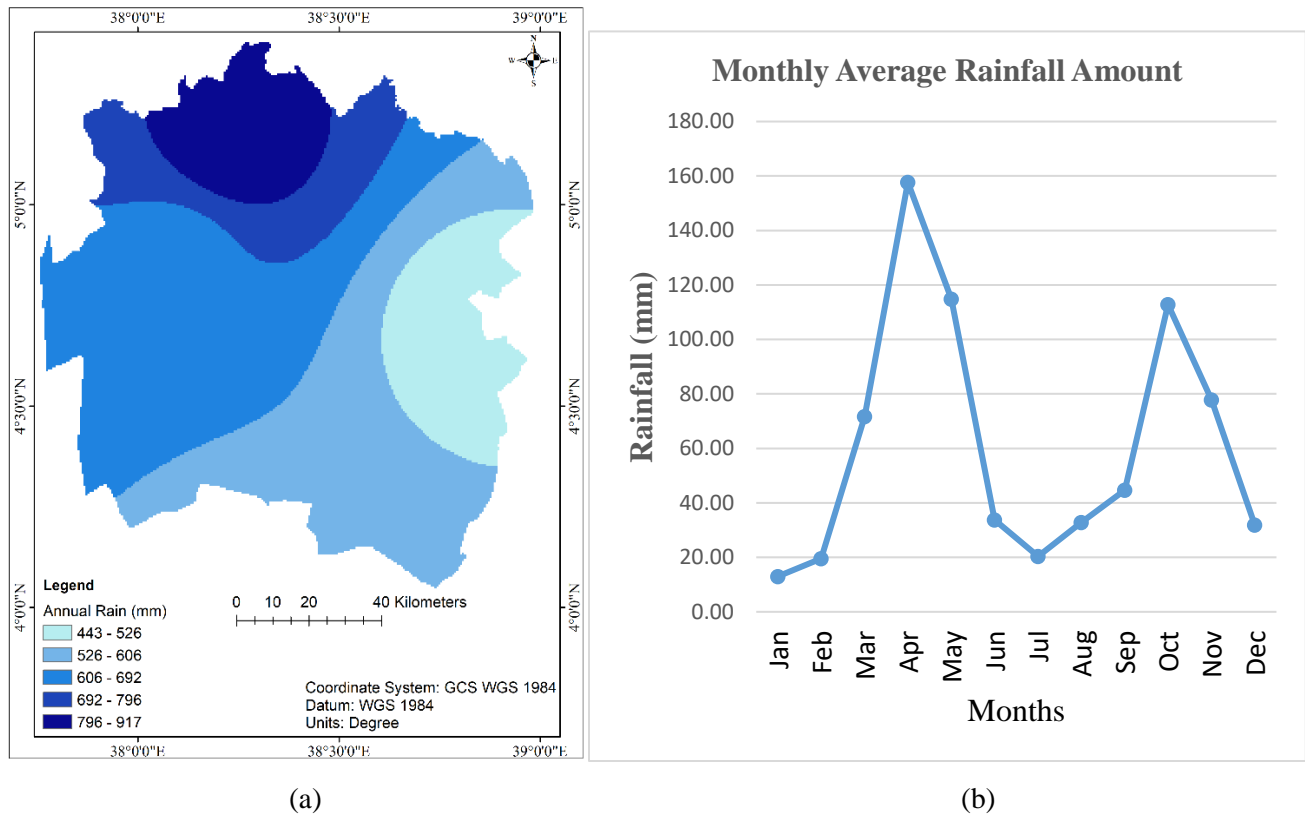 38°0'0"E 38°30'0"E 39°0'0"E
N
W E
S
5°0'0"N 5°0'0"N
4°30'0"N 4°30'0"N
4°0'0"N 4°0'0"N
Legend
Annual Rain (mm)
443 - 526
526 - 606
606 - 692
692 - 796
796 - 917
0 10 20 40 Kilometers
Coordinate System: GCS WGS 1984
Datum: WGS 1984
Units: Degree
38°0'0"E 38°30'0"E 39°0'0"E
(a)
Monthly Average Rainfall Amount
Rainfall (mm)
180.00
160.00
140.00
120.00
100.00
80.00
60.00
40.00
20.00
0.00
Jan Feb Mar Apr May Jun Jul Aug Sep Oct Nov Dec
Months
(b)